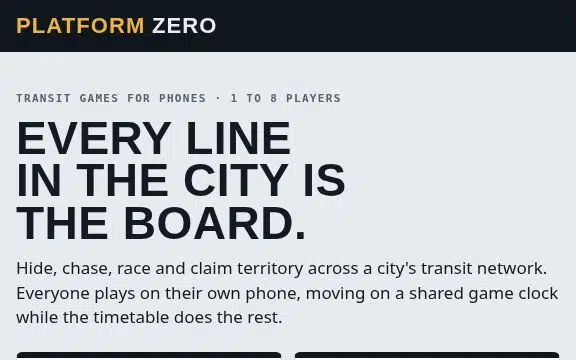 PLATFORM ZERO
TRANSIT GAMES FOR PHONES · 1 TO 8 PLAYERS
EVERY LINE
IN THE CITY IS
THE BOARD.
Hide, chase, race and claim territory across a city's transit network.
Everyone plays on their own phone, moving on a shared game clock
while the timetable does the rest.